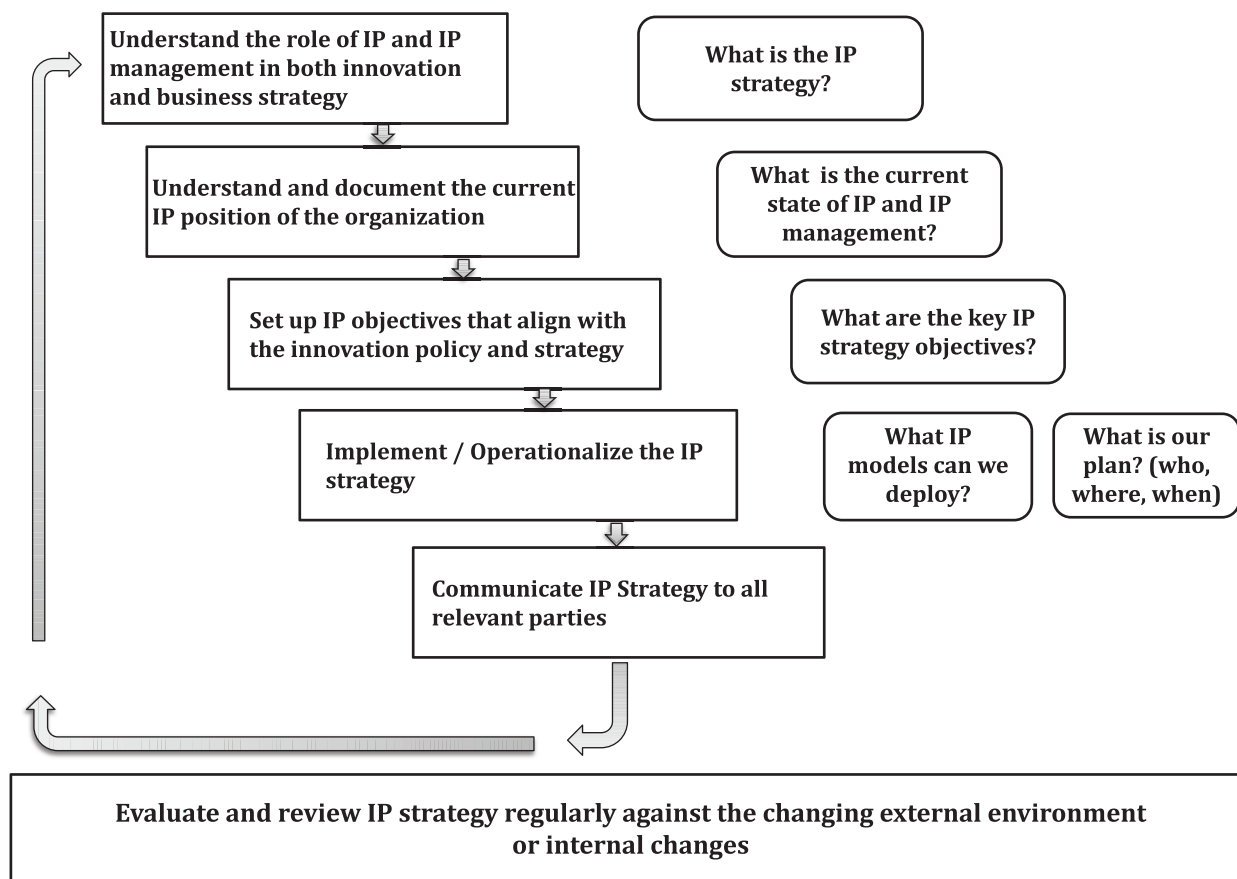 Understand the role of IP and IP
management in both innovation
and business strategy
What is the IP
strategy?
Understand and document the current
IP position of the organization
What is the current
state of IP and IP
management?
Set up IP objectives that align with
the innovation policy and strategy
What are the key IP
strategy objectives?
Implement / Operationalize the IP
strategy
What IP
models can we
deploy?
What is our
plan? (who,
where, when)
Communicate IP Strategy to all
relevant parties
Evaluate and review IP strategy regularly against the changing external environment
or internal changes